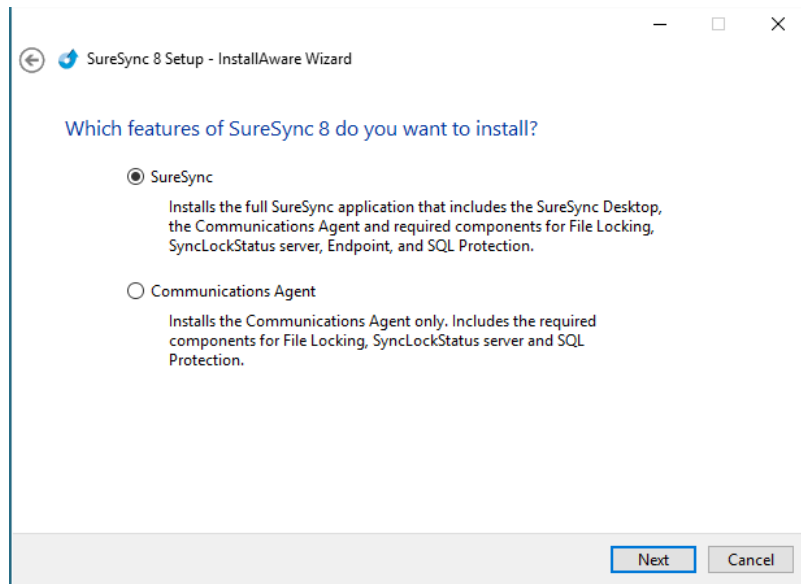 SureSync 8 Setup - InstallAware Wizard
Which features of SureSync 8 do you want to install?
SureSync
Installs the full SureSync application that includes the SureSync Desktop,
the Communications Agent and required components for File Locking,
SyncLockStatus server, Endpoint, and SQL Protection.
Communications Agent
Installs the Communications Agent only. Includes the required
components for File Locking, SyncLockStatus server and SQL
Protection.
Next Cancel